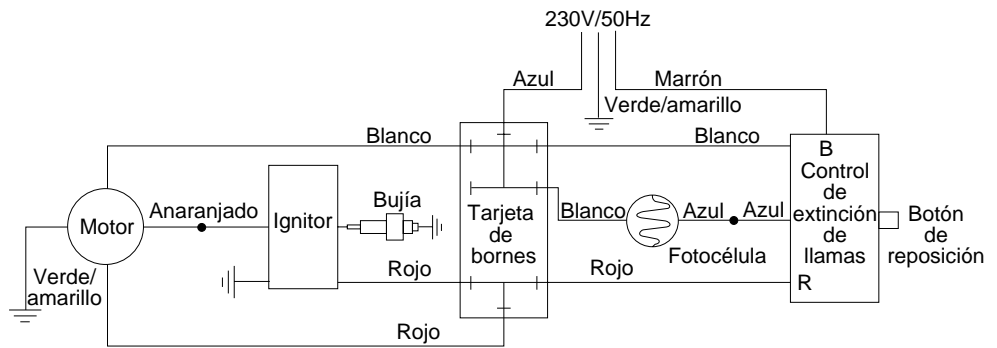 230V/50Hz
Azul
Marrón
Verde/amarillo
Blanco
Blanco
B
Control
de
extinción
de
llamas
R
Motor
Anaranjado
Ignitor
Bujía
Tarjeta
de
bornes
Blanco
Azul
Azul
Fotocélula
Botón
de
reposición
Verde/
amarillo
Rojo
Rojo
Rojo